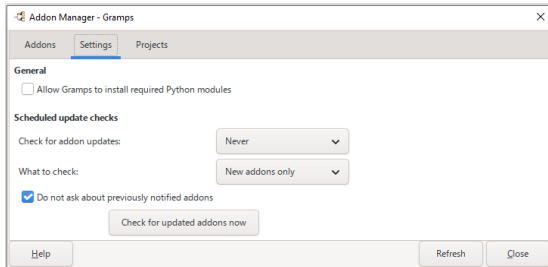 Addon Manager - Gramps
Addons Settings Projects
General
Allow Gramps to install required Python modules
Scheduled update checks
Check for addon updates: Never
What to check: New addons only
Do not ask about previously notified addons
Check for updated addons now
Help Refresh Close